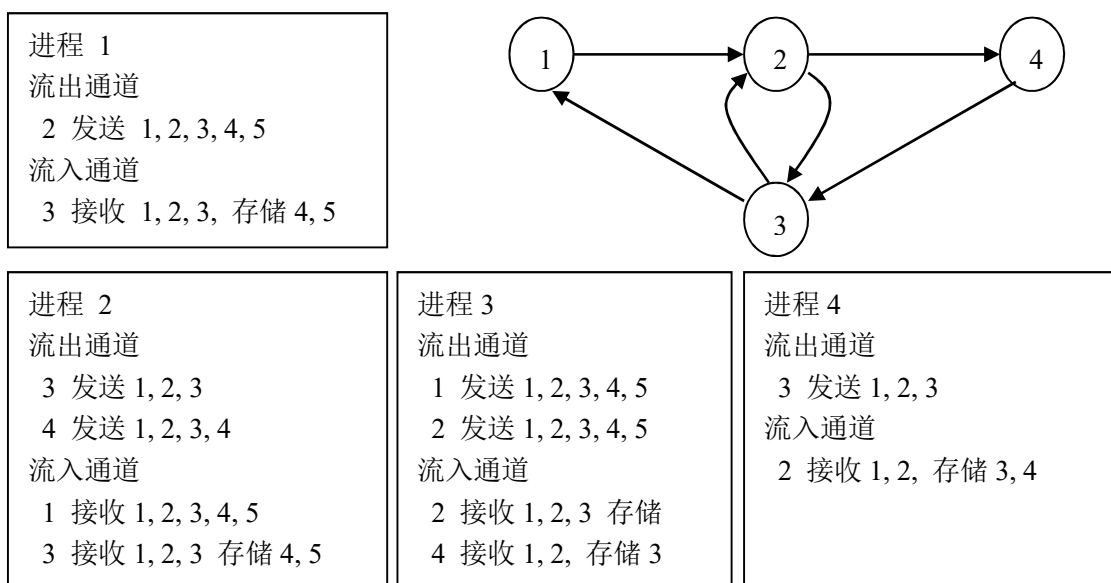 进程 1
流出通道
2 发送 1, 2, 3, 4, 5
流入通道
3 接收 1, 2, 3, 存储 4, 5
1
2
4
3
进程 2
流出通道
3 发送 1, 2, 3
4 发送 1, 2, 3, 4
流入通道
1 接收 1, 2, 3, 4, 5
3 接收 1, 2, 3 存储 4, 5
进程 3
流出通道
1 发送 1, 2, 3, 4, 5
2 发送 1, 2, 3, 4, 5
流入通道
2 接收 1, 2, 3 存储
4 接收 1, 2, 存储 3
进程 4
流出通道
3 发送 1, 2, 3
流入通道
2 接收 1, 2, 存储 3, 4